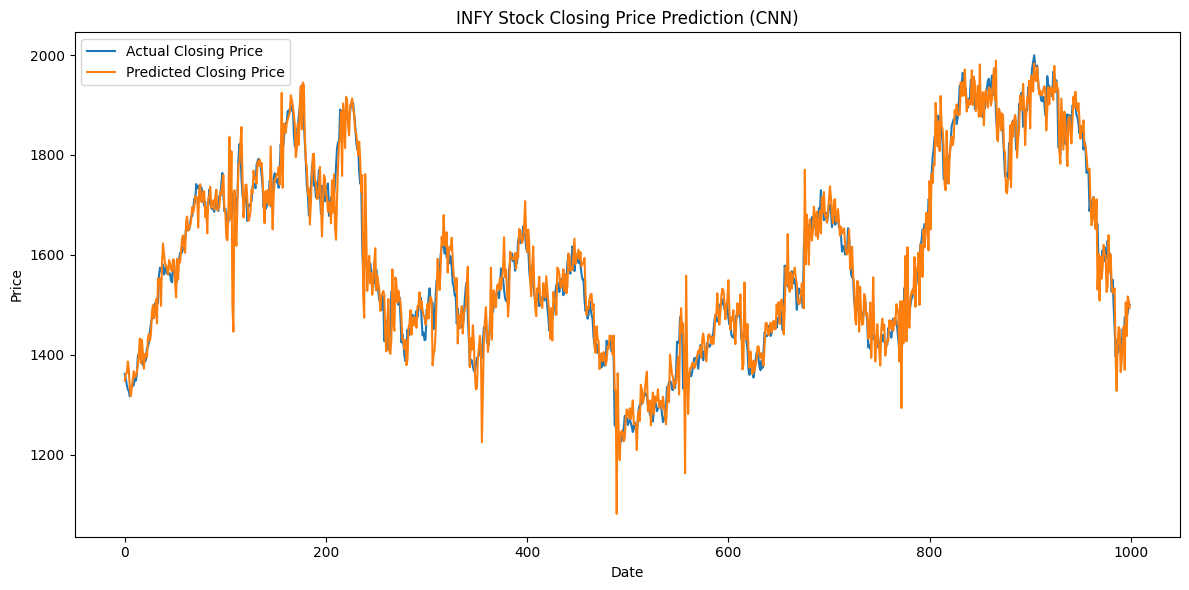 INFY Stock Closing Price Prediction (CNN)
Actual Closing Price
Predicted Closing Price
Price
2000
1800
1600
1400
1200
0 200 400 600 800 1000
Date